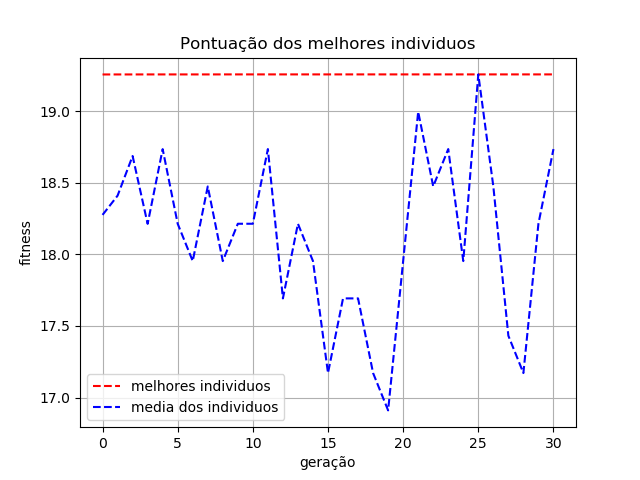 Pontuação dos melhores individuos
19.0
18.5
18.0
17.5
17.0
fitness
melhores individuos
media dos individuos
0 5 10 15 20 25 30
geração